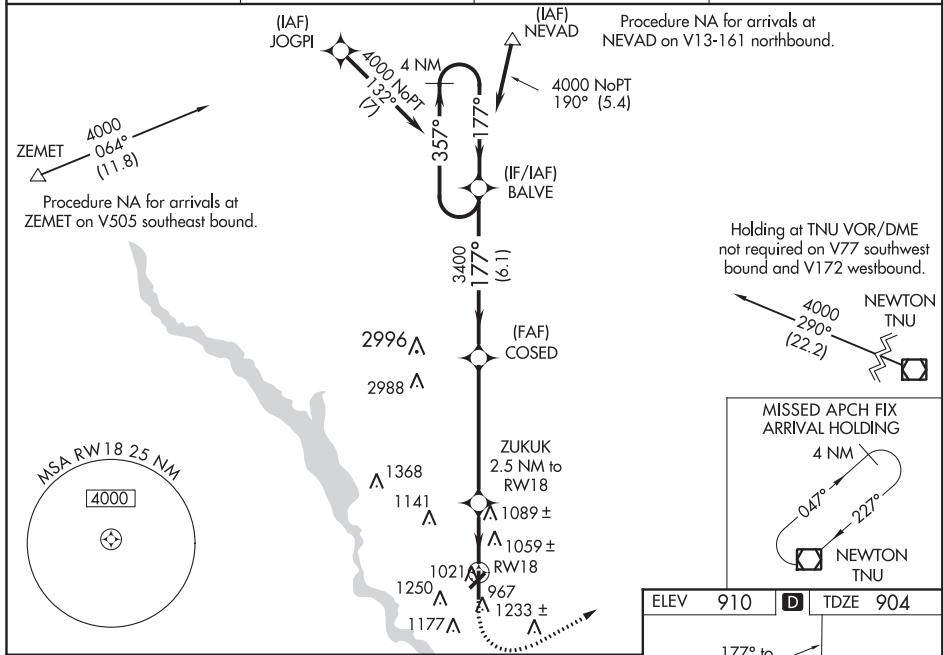 (IAF)
JOGPI
(IAF)
NEVAD
Procedure NA for arrivals at
NEVAD on V13-161 northbound.
4 NM
4000 NoPT
132°
(7)
4000 NoPT
190° (5.4)
357°
177°
4000
064°
(11.8)
ZEMET
Procedure NA for arrivals at
ZEMET on V505 southeast bound.
(IF/IAF)
BALVE
3400
177°
(6.1)
Holding at TNU VOR/DME
not required on V77 southwest
bound and V172 westbound.
4000
290°
(22.2)
NEWTON
TNU
(FAF)
COSED
2996
2988
MISSED APCH FIX
ARRIVAL HOLDING
4 NM
047°
227°
NEWTON
TNU
MSA RW18 25 NM
4000
ZUKUK
2.5 NM to
RW18
1368
1141
1089 ±
1059 ±
1021
RW18
967
1250
1233 ±
1177
ELEV 910 D TDZE 904
177° to